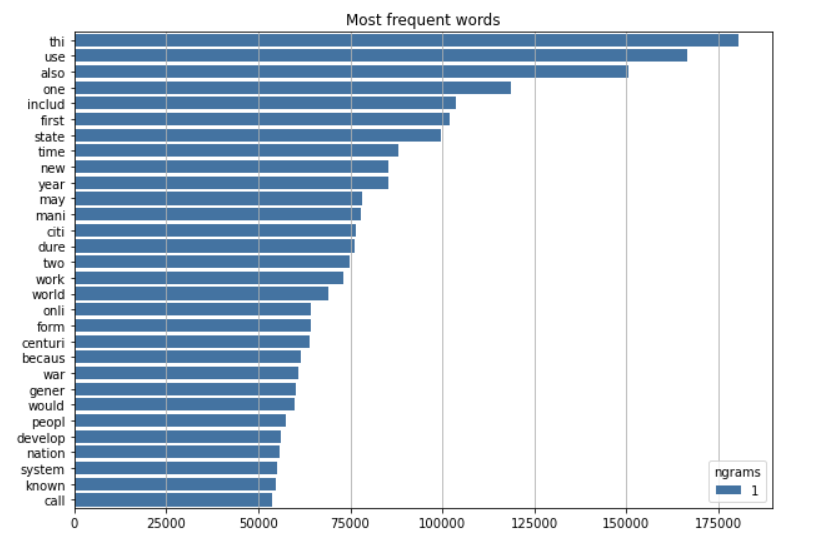 Most frequent words
thi
use
also
one
includ
first
state
time
new
year
may
mani
citi
dure
two
work
world
onli
form
centuri
becaus
war
gener
would
peopl
develop
nation
system
known
call
ngrams
1
0 25000 50000 75000 100000 125000 150000 175000